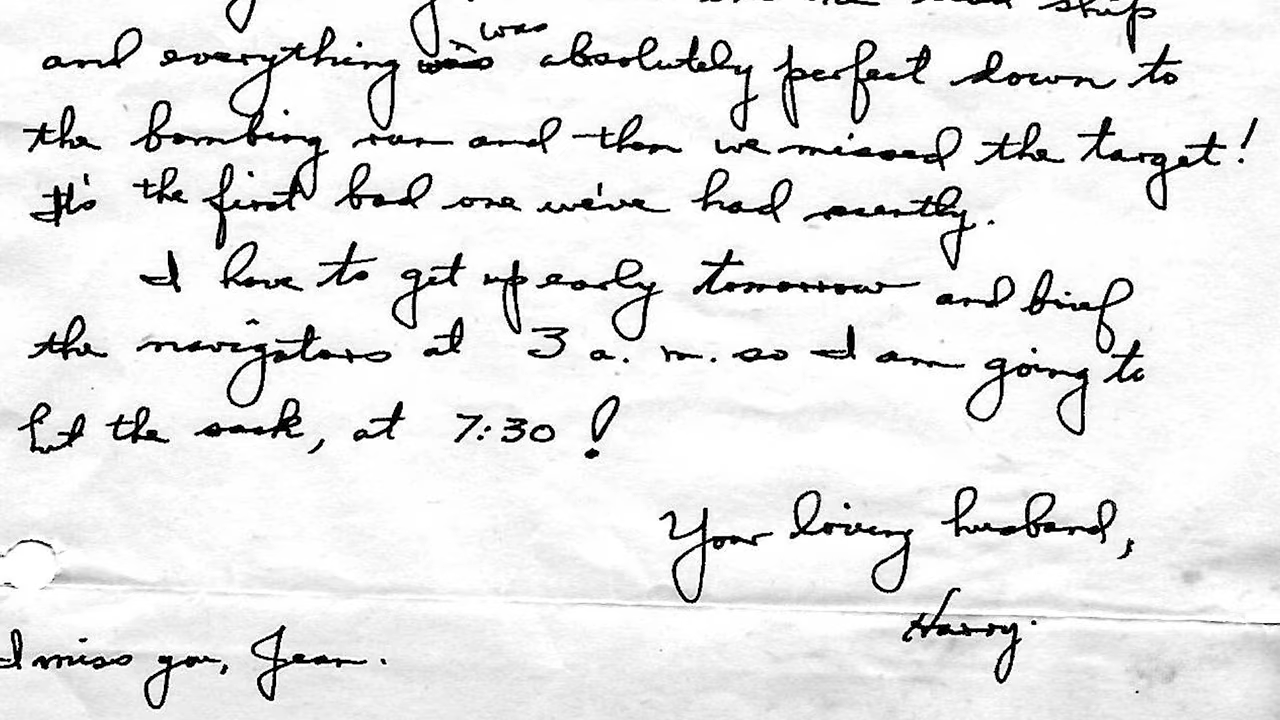 ship
and everything was was absolutely perfect down to
the bombing run and then we missed the target!
It's the first bad one we've had recently.
I have to get up early tomorrow and brief
the navigators at 3 a. m. so I am going to
hit the sack, at 7:30!
Your loving husband,
Harry.
I miss you, Jean.